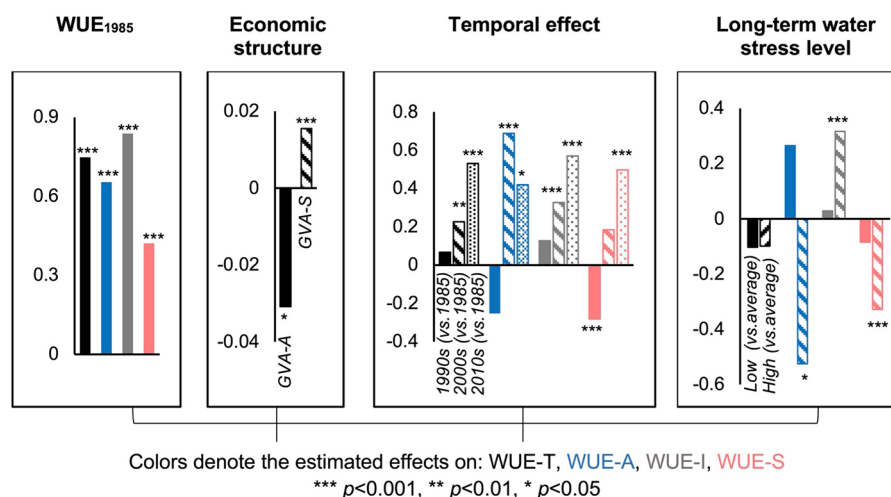 WUE1985
Economic
structure
Temporal effect
Long-term water
stress level
0.9
0.6
0.3
0
***
***
***
***
0.02
0
-0.02
-0.04
***
*
GVA-A
GVA-S
0.8
0.6
0.4
0.2
0
-0.2
-0.4
**
***
***
*
***
***
***
***
1990s (vs.1985)
2000s (vs.1985)
2010s (vs.1985)
0.4
0.2
0
-0.2
-0.4
-0.6
***
*
***
Low (vs.average)
High (vs.average)
Colors denote the estimated effects on: WUE-T, WUE-A, WUE-I, WUE-S
*** p<0.001, ** p<0.01, * p<0.05